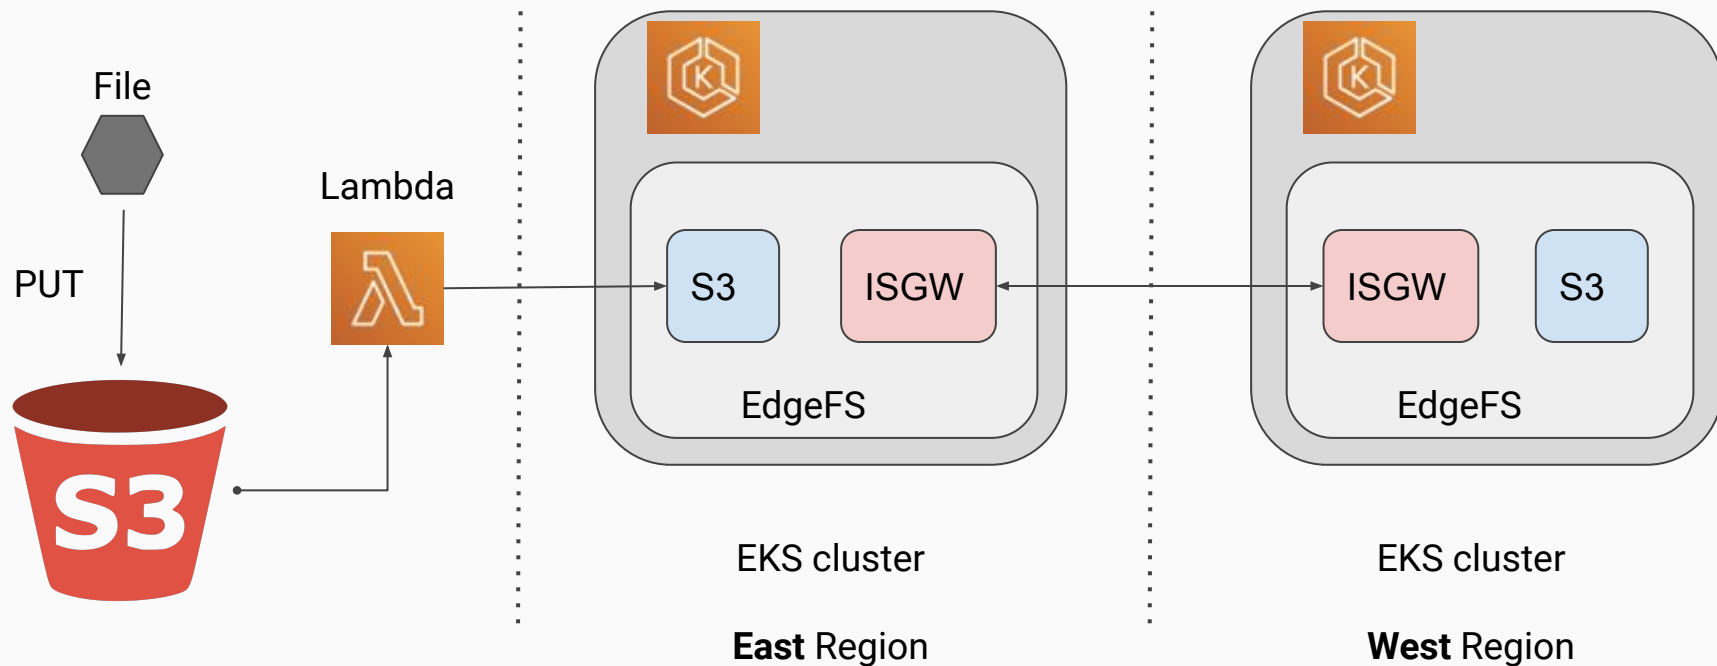 File
PUT
S3
Lambda
K
S3
ISGW
EdgeFS
EKS cluster
East Region
K
ISGW
S3
EdgeFS
EKS cluster
West Region